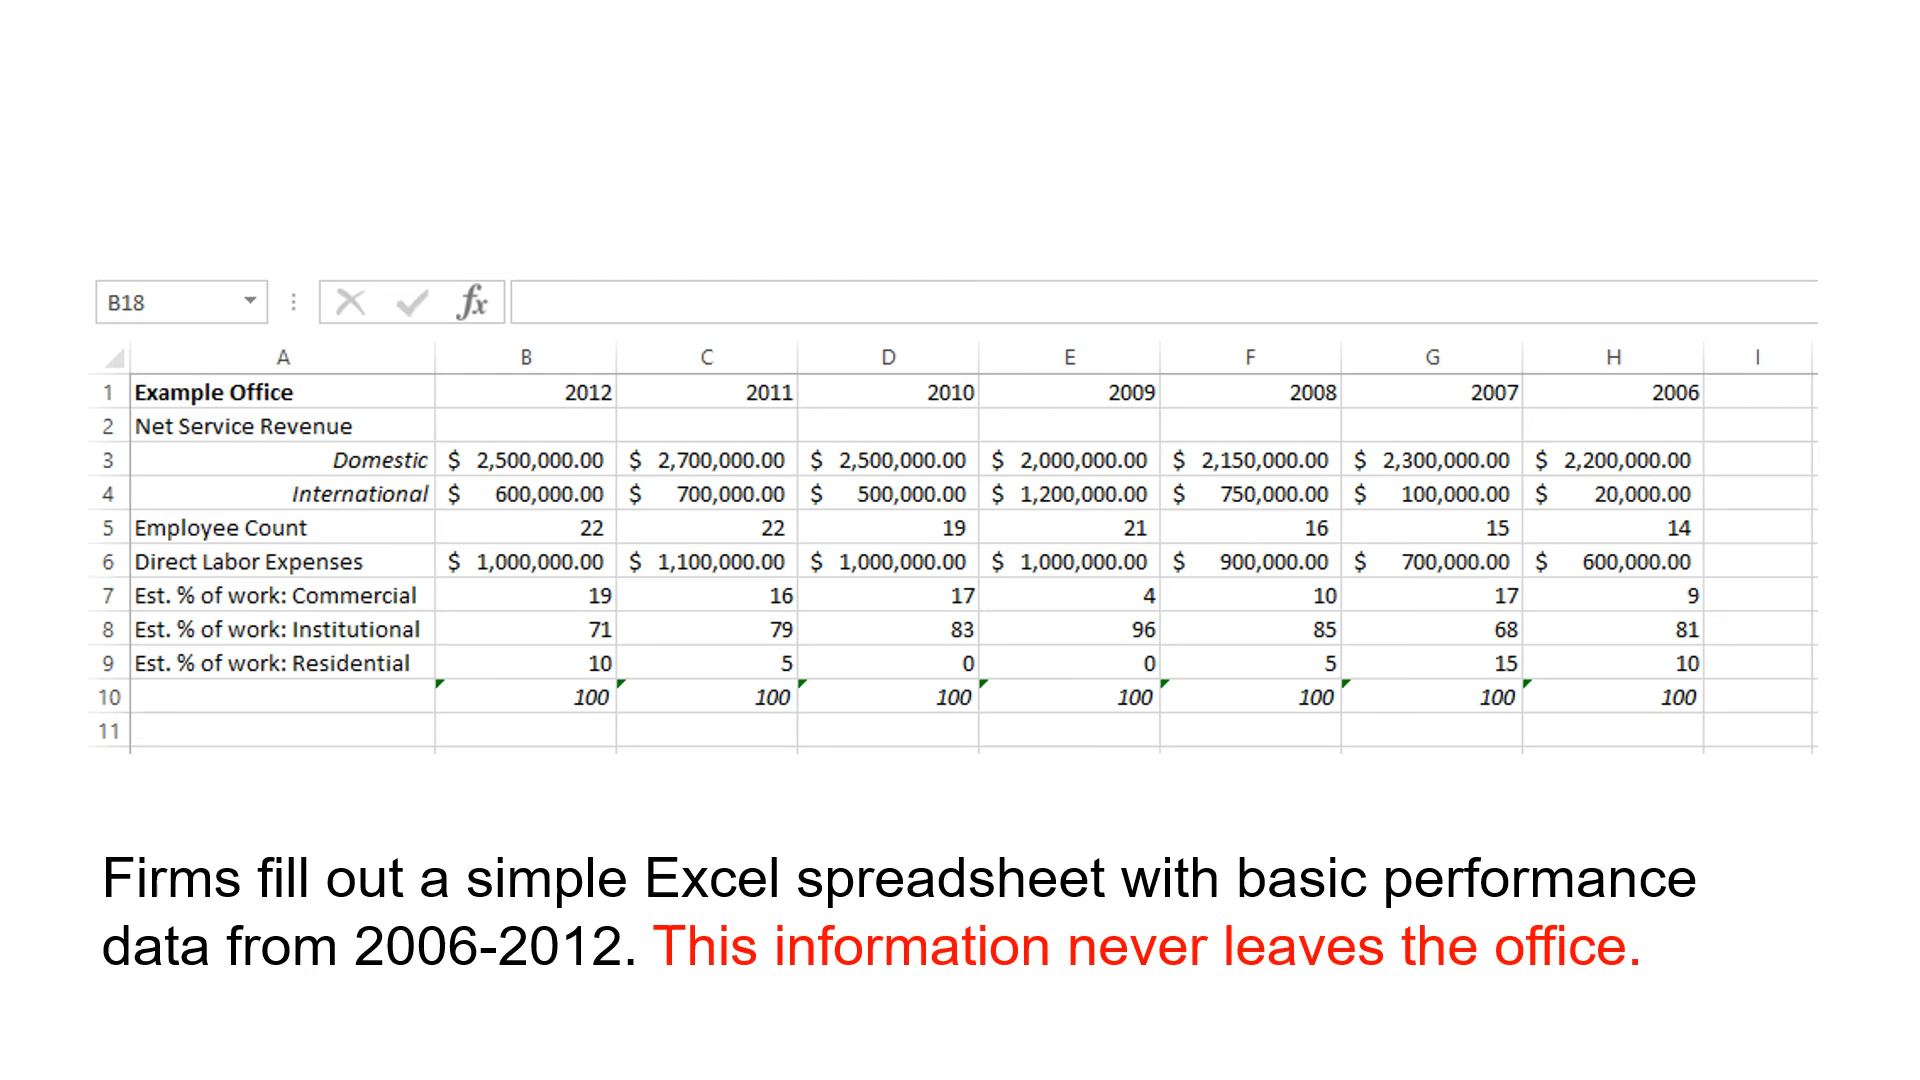 B18 fx
A B C D E F G H I
1 Example Office 2012 2011 2010 2009 2008 2007 2006
2 Net Service Revenue
3 Domestic $ 2,500,000.00 $ 2,700,000.00 $ 2,500,000.00 $ 2,000,000.00 $ 2,150,000.00 $ 2,300,000.00 $ 2,200,000.00
4 International $ 600,000.00 $ 700,000.00 $ 500,000.00 $ 1,200,000.00 $ 750,000.00 $ 100,000.00 $ 20,000.00
5 Employee Count 22 22 19 21 16 15 14
6 Direct Labor Expenses $ 1,000,000.00 $ 1,100,000.00 $ 1,000,000.00 $ 1,000,000.00 $ 900,000.00 $ 700,000.00 $ 600,000.00
7 Est. % of work: Commercial 19 16 17 4 10 17 9
8 Est. % of work: Institutional 71 79 83 96 85 68 81
9 Est. % of work: Residential 10 5 0 0 5 15 10
10 100 100 100 100 100 100 100
11
Firms fill out a simple Excel spreadsheet with basic performance
data from 2006-2012. This information never leaves the office.